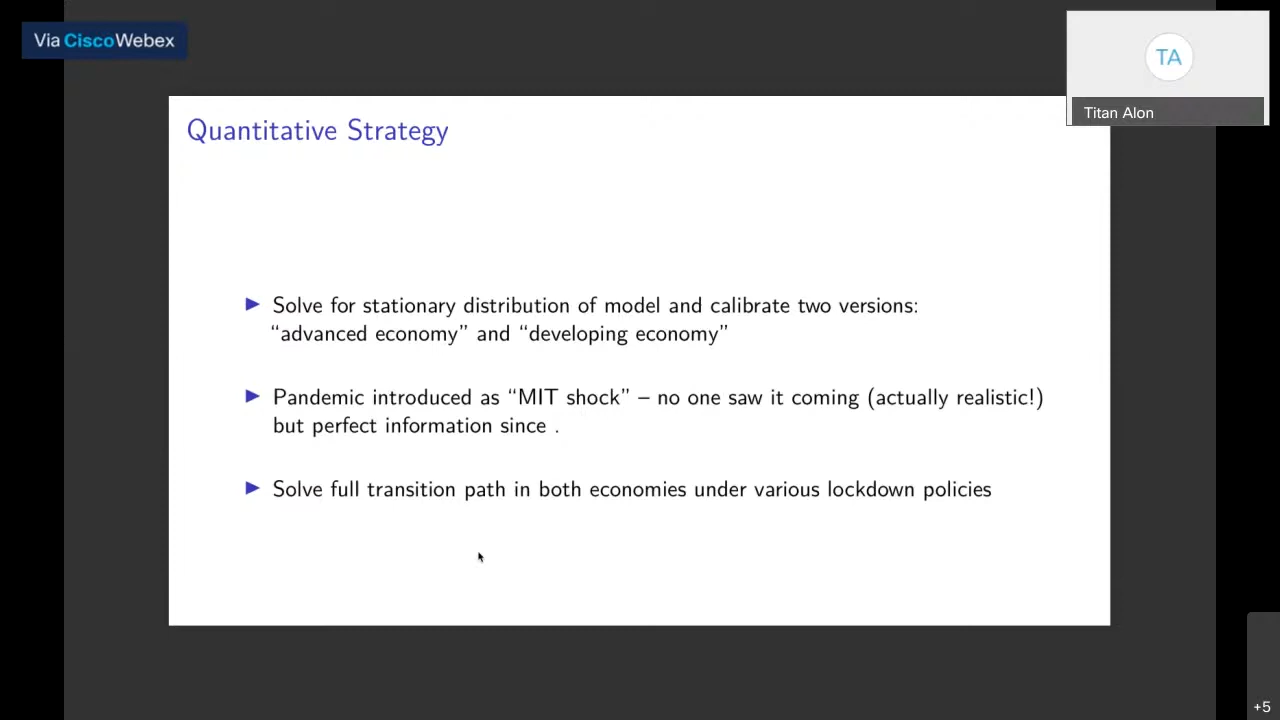 Via Cisco Webex
TA
Titan Alon
Quantitative Strategy
▶ Solve for stationary distribution of model and calibrate two versions:
“advanced economy” and “developing economy”
▶ Pandemic introduced as “MIT shock” – no one saw it coming (actually realistic!)
but perfect information since .
▶ Solve full transition path in both economies under various lockdown policies
+5